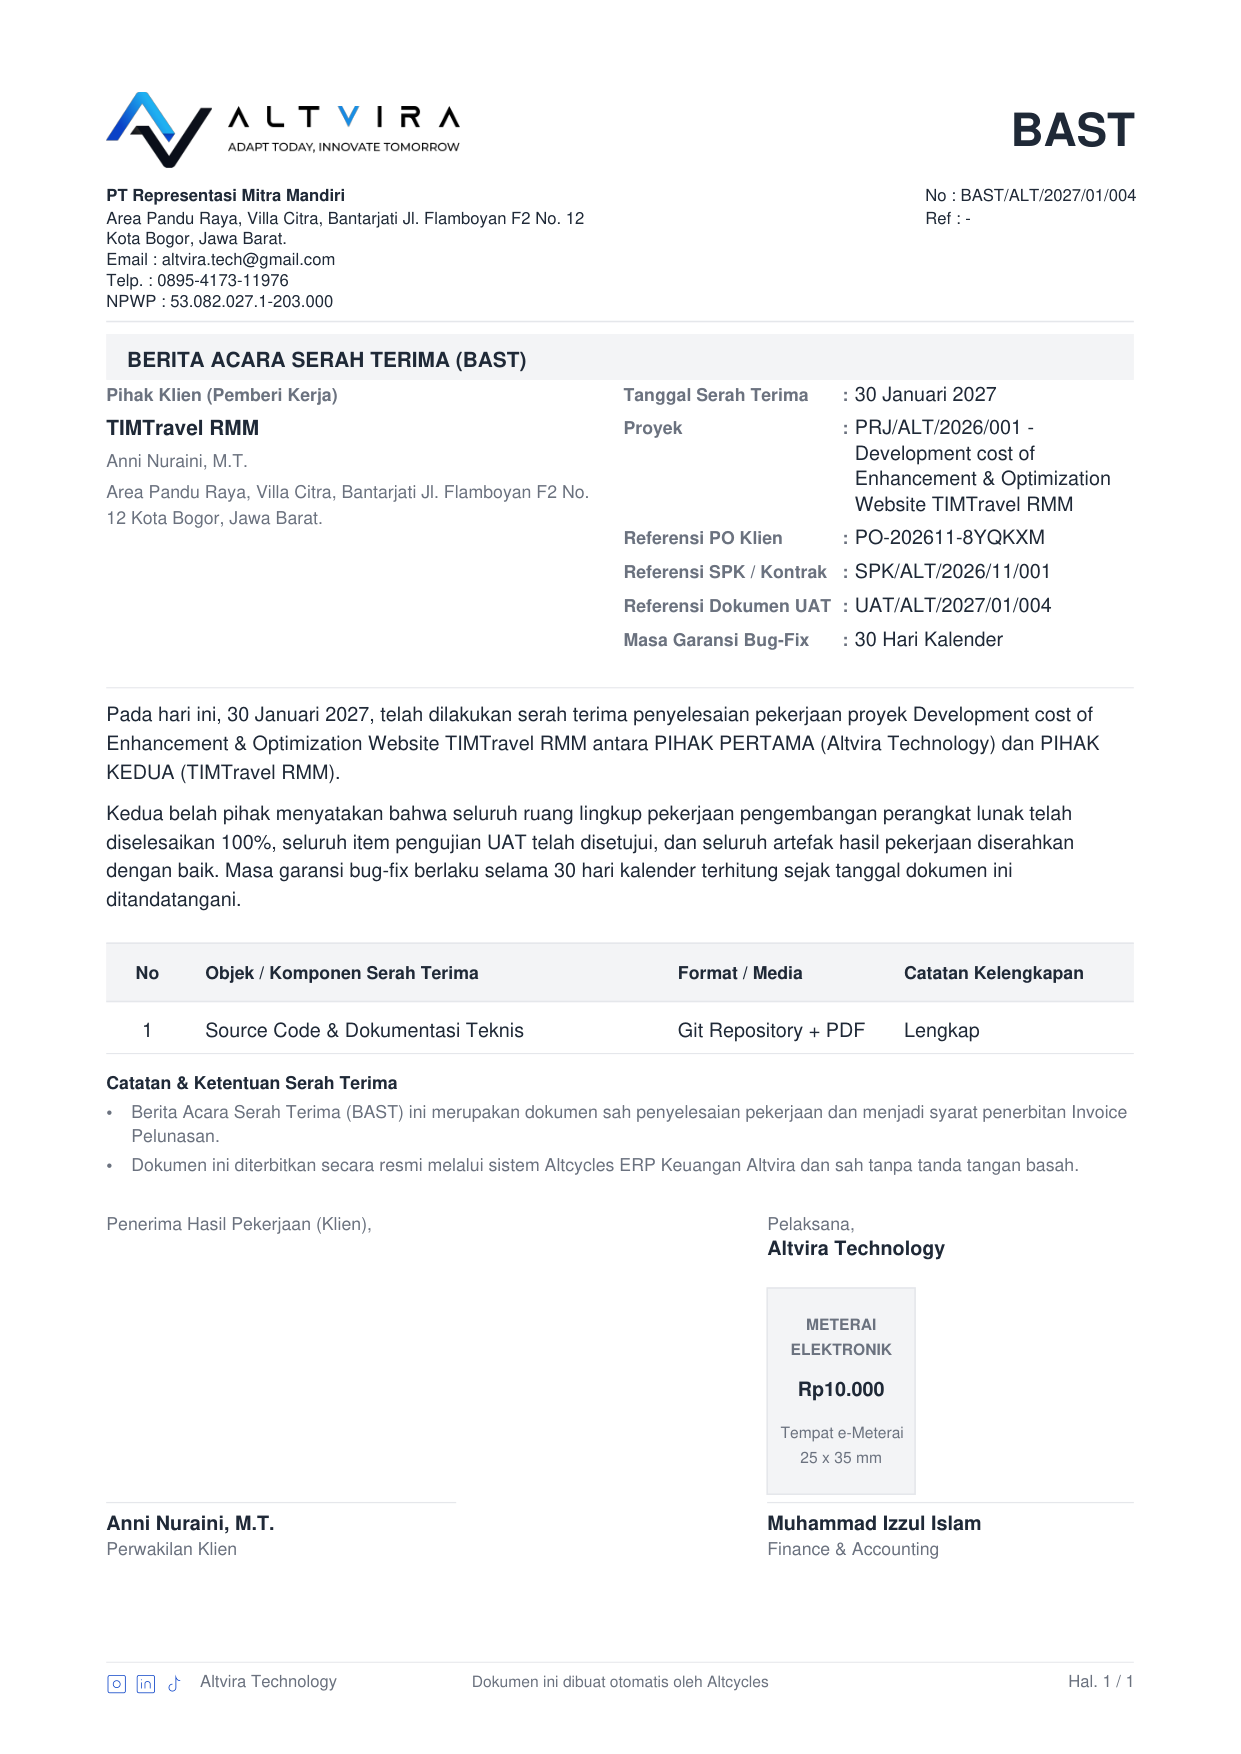 ALTVIRA
ADAPT TODAY, INNOVATE TOMORROW
BAST
PT Representasi Mitra Mandiri
Area Pandu Raya, Villa Citra, Bantarjati Jl. Flamboyan F2 No. 12
Kota Bogor, Jawa Barat.
Email : altvira.tech@gmail.com
Telp. : 0895-4173-11976
NPWP : 53.082.027.1-203.000
No : BAST/ALT/2027/01/004
Ref : -
BERITA ACARA SERAH TERIMA (BAST)
Pihak Klien (Pemberi Kerja)
TIMTravel RMM
Anni Nuraini, M.T.
Area Pandu Raya, Villa Citra, Bantarjati Jl. Flamboyan F2 No.
12 Kota Bogor, Jawa Barat.
Tanggal Serah Terima : 30 Januari 2027
Proyek : PRJ/ALT/2026/001 -
Development cost of
Enhancement & Optimization
Website TIMTravel RMM
Referensi PO Klien : PO-202611-8YQKXM
Referensi SPK / Kontrak : SPK/ALT/2026/11/001
Referensi Dokumen UAT : UAT/ALT/2027/01/004
Masa Garansi Bug-Fix : 30 Hari Kalender
Pada hari ini, 30 Januari 2027, telah dilakukan serah terima penyelesaian pekerjaan proyek Development cost of
Enhancement & Optimization Website TIMTravel RMM antara PIHAK PERTAMA (Altvira Technology) dan PIHAK
KEDUA (TIMTravel RMM).
Kedua belah pihak menyatakan bahwa seluruh ruang lingkup pekerjaan pengembangan perangkat lunak telah
diselesaikan 100%, seluruh item pengujian UAT telah disetujui, dan seluruh artefak hasil pekerjaan diserahkan
dengan baik. Masa garansi bug-fix berlaku selama 30 hari kalender terhitung sejak tanggal dokumen ini
ditandatangani.
No Objek / Komponen Serah Terima Format / Media Catatan Kelengkapan
1 Source Code & Dokumentasi Teknis Git Repository + PDF Lengkap
Catatan & Ketentuan Serah Terima
• Berita Acara Serah Terima (BAST) ini merupakan dokumen sah penyelesaian pekerjaan dan menjadi syarat penerbitan Invoice
Pelunasan.
• Dokumen ini diterbitkan secara resmi melalui sistem Altcycles ERP Keuangan Altvira dan sah tanpa tanda tangan basah.
Penerima Hasil Pekerjaan (Klien),
Pelaksana,
Altvira Technology
METERAI
ELEKTRONIK
Rp10.000
Tempat e-Meterai
25 x 35 mm
Anni Nuraini, M.T.
Perwakilan Klien
Muhammad Izzul Islam
Finance & Accounting
Altvira Technology Dokumen ini dibuat otomatis oleh Altcycles Hal. 1 / 1